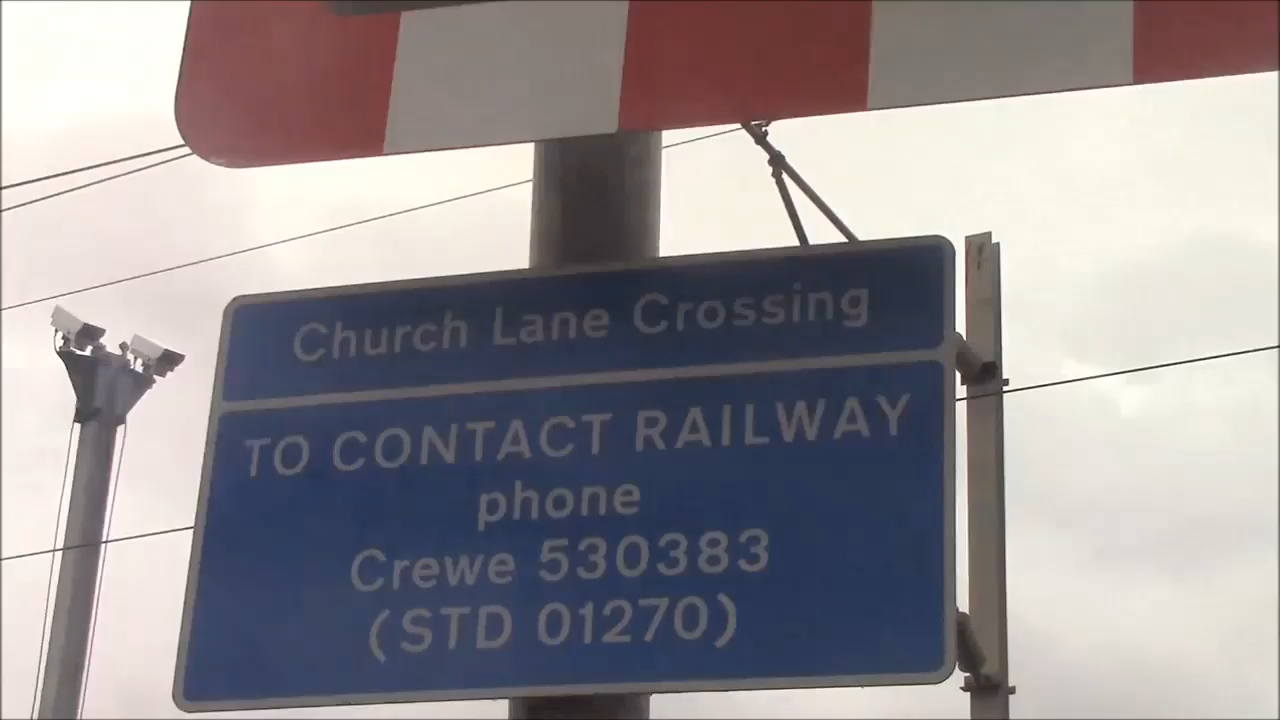 Church Lane Crossing
TO CONTACT RAILWAY
phone
Crewe 530383
(STD 01270)